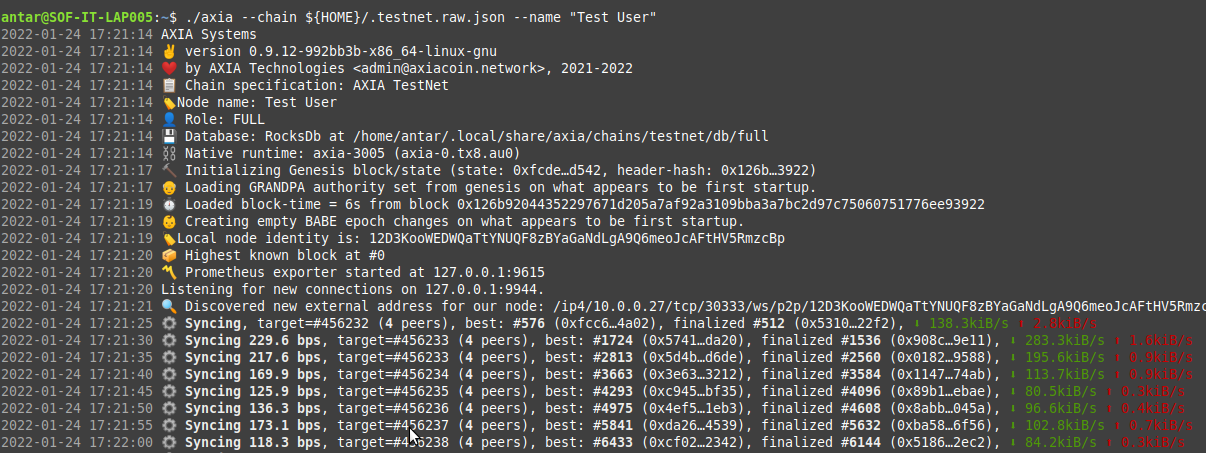 antar@SOF-IT-LAP005:~$ ./axia --chain ${HOME}/.testnet.raw.json --name "Test User"
2022-01-24 17:21:14 AXIA Systems
2022-01-24 17:21:14 ✌️ version 0.9.12-992bb3b-x86_64-linux-gnu
2022-01-24 17:21:14 ❤️ by AXIA Technologies <admin@axiacoin.network>, 2021-2022
2022-01-24 17:21:14 📋 Chain specification: AXIA TestNet
2022-01-24 17:21:14 🏷Node name: Test User
2022-01-24 17:21:14 👤 Role: FULL
2022-01-24 17:21:14 💾 Database: RocksDb at /home/antar/.local/share/axia/chains/testnet/db/full
2022-01-24 17:21:14 ⛓ Native runtime: axia-3005 (axia-0.tx8.au0)
2022-01-24 17:21:17 🔨 Initializing Genesis block/state (state: 0xfcde…d542, header-hash: 0x126b…3922)
2022-01-24 17:21:17 👴 Loading GRANDPA authority set from genesis on what appears to be first startup.
2022-01-24 17:21:19 ⏱ Loaded block-time = 6s from block 0x126b92044352297671d205a7af92a3109bba3a7bc2d97c75060751776ee93922
2022-01-24 17:21:19 👶 Creating empty BABE epoch changes on what appears to be first startup.
2022-01-24 17:21:19 🏷Local node identity is: 12D3KooWEDWQaTtYNUQF8zBYaGaNdLgA9Q6meoJcAFtHV5RmzcBp
2022-01-24 17:21:20 📦 Highest known block at #0
2022-01-24 17:21:20 〽️ Prometheus exporter started at 127.0.0.1:9615
2022-01-24 17:21:20 Listening for new connections on 127.0.0.1:9944.
2022-01-24 17:21:21 🔍 Discovered new external address for our node: /ip4/10.0.0.27/tcp/30333/ws/p2p/12D3KooWEDWQaTtYNUQF8zBYaGaNdLgA9Q6meoJcAFtHV5Rmzc
2022-01-24 17:21:25 ⚙️ Syncing, target=#456232 (4 peers), best: #576 (0xfcc6…4a02), finalized #512 (0x5310…22f2), ⬇ 138.3kiB/s ⬆ 2.8kiB/s
2022-01-24 17:21:30 ⚙️ Syncing 229.6 bps, target=#456233 (4 peers), best: #1724 (0x5741…da20), finalized #1536 (0x908c…9e11), ⬇ 283.3kiB/s ⬆ 1.6kiB/s
2022-01-24 17:21:35 ⚙️ Syncing 217.6 bps, target=#456233 (4 peers), best: #2813 (0x5d4b…d6de), finalized #2560 (0x0182…9588), ⬇ 195.6kiB/s ⬆ 0.9kiB/s
2022-01-24 17:21:40 ⚙️ Syncing 169.9 bps, target=#456234 (4 peers), best: #3663 (0x3e63…3212), finalized #3584 (0x1147…74ab), ⬇ 113.7kiB/s ⬆ 0.9kiB/s
2022-01-24 17:21:45 ⚙️ Syncing 125.9 bps, target=#456235 (4 peers), best: #4293 (0xc945…bf35), finalized #4096 (0x89b1…ebae), ⬇ 80.5kiB/s ⬆ 0.3kiB/s
2022-01-24 17:21:50 ⚙️ Syncing 136.3 bps, target=#456236 (4 peers), best: #4975 (0x4ef5…1eb3), finalized #4608 (0x8abb…045a), ⬇ 96.6kiB/s ⬆ 0.4kiB/s
2022-01-24 17:21:55 ⚙️ Syncing 173.1 bps, target=#456237 (4 peers), best: #5841 (0xda26…4539), finalized #5632 (0xba58…6f56), ⬇ 102.8kiB/s ⬆ 0.7kiB/s
2022-01-24 17:22:00 ⚙️ Syncing 118.3 bps, target=#456238 (4 peers), best: #6433 (0xcf02…2342), finalized #6144 (0x5186…2ec2), ⬇ 84.2kiB/s ⬆ 0.3kiB/s